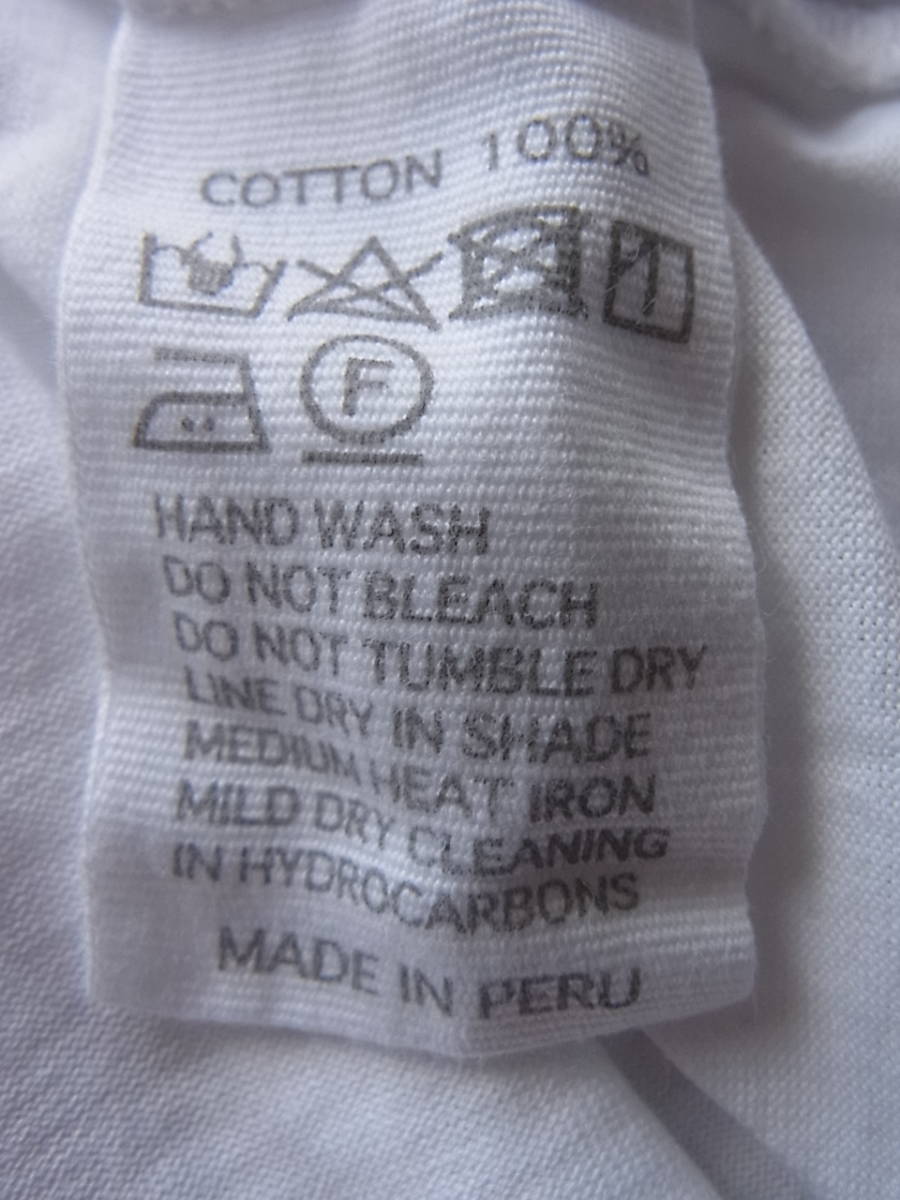 COTTON 100%
F
HAND WASH
DO NOT BLEACH
DO NOT TUMBLE DRY
LINE DRY IN SHADE
MEDIUM HEAT IRON
MILD DRY CLEANING
IN HYDROCARBONS
MADE IN PERU